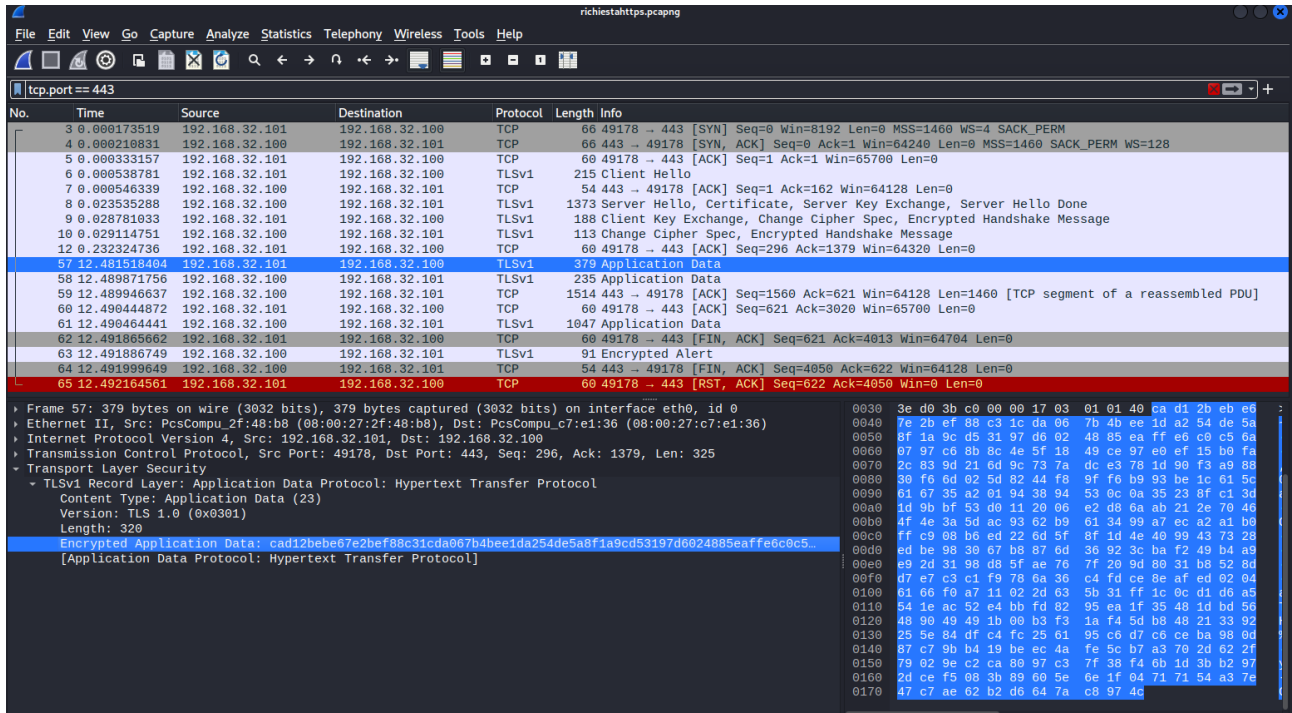 richiestahttps.pcapng
File Edit View Go Capture Analyze Statistics Telephony Wireless Tools Help
tcp.port == 443
No. Time Source Destination Protocol Length Info
3 0.000173519 192.168.32.101 192.168.32.100 TCP 66 49178 → 443 [SYN] Seq=0 Win=8192 Len=0 MSS=1460 WS=4 SACK_PERM
4 0.000210831 192.168.32.100 192.168.32.101 TCP 66 443 → 49178 [SYN, ACK] Seq=0 Ack=1 Win=64240 Len=0 MSS=1460 SACK_PERM WS=128
5 0.000333157 192.168.32.101 192.168.32.100 TCP 60 49178 → 443 [ACK] Seq=1 Ack=1 Win=65700 Len=0
6 0.000538781 192.168.32.101 192.168.32.100 TLSv1 215 Client Hello
7 0.000546339 192.168.32.100 192.168.32.101 TCP 54 443 → 49178 [ACK] Seq=1 Ack=162 Win=64128 Len=0
8 0.023535288 192.168.32.100 192.168.32.101 TLSv1 1373 Server Hello, Certificate, Server Key Exchange, Server Hello Done
9 0.028781033 192.168.32.101 192.168.32.100 TLSv1 188 Client Key Exchange, Change Cipher Spec, Encrypted Handshake Message
10 0.029114751 192.168.32.100 192.168.32.101 TLSv1 113 Change Cipher Spec, Encrypted Handshake Message
12 0.232324736 192.168.32.101 192.168.32.100 TCP 60 49178 → 443 [ACK] Seq=296 Ack=1379 Win=64320 Len=0
57 12.481518404 192.168.32.101 192.168.32.100 TLSv1 379 Application Data
58 12.489871756 192.168.32.100 192.168.32.101 TLSv1 235 Application Data
59 12.489946637 192.168.32.100 192.168.32.101 TCP 1514 443 → 49178 [ACK] Seq=1560 Ack=621 Win=64128 Len=1460 [TCP segment of a reassembled PDU]
60 12.490444872 192.168.32.101 192.168.32.100 TCP 60 49178 → 443 [ACK] Seq=621 Ack=3020 Win=65700 Len=0
61 12.490464441 192.168.32.100 192.168.32.101 TLSv1 1047 Application Data
62 12.491865662 192.168.32.101 192.168.32.100 TCP 60 49178 → 443 [FIN, ACK] Seq=621 Ack=4013 Win=64704 Len=0
63 12.491886749 192.168.32.100 192.168.32.101 TLSv1 91 Encrypted Alert
64 12.491999649 192.168.32.100 192.168.32.101 TCP 54 443 → 49178 [FIN, ACK] Seq=4050 Ack=622 Win=64128 Len=0
65 12.492164561 192.168.32.101 192.168.32.100 TCP 60 49178 → 443 [RST, ACK] Seq=622 Ack=4050 Win=0 Len=0
Frame 57: 379 bytes on wire (3032 bits), 379 bytes captured (3032 bits) on interface eth0, id 0
Ethernet II, Src: PcsCompu_2f:48:b8 (08:00:27:2f:48:b8), Dst: PcsCompu_c7:e1:36 (08:00:27:c7:e1:36)
Internet Protocol Version 4, Src: 192.168.32.101, Dst: 192.168.32.100
Transmission Control Protocol, Src Port: 49178, Dst Port: 443, Seq: 296, Ack: 1379, Len: 325
Transport Layer Security
TLSv1 Record Layer: Application Data Protocol: Hypertext Transfer Protocol
Content Type: Application Data (23)
Version: TLS 1.0 (0x0301)
Length: 320
Encrypted Application Data: cad12bebe67e2bef88c31cda067b4bee1da254de5a8f1a9cd53197d6024885eaffe6c0c5…
[Application Data Protocol: Hypertext Transfer Protocol]
0030 3e d0 3b c0 00 00 17 03 01 01 40 ca d1 2b eb e6
0040 7e 2b ef 88 c3 1c da 06 7b 4b ee 1d a2 54 de 5a
0050 8f 1a 9c d5 31 97 d6 02 48 85 ea ff e6 c0 c5 6a
0060 07 97 c6 8b 8c 4e 5f 18 49 ce 97 e0 ef 15 b0 fa
0070 2c 83 9d 21 6d 9c 73 7a dc e3 78 1d 90 f3 a9 88
0080 30 f6 6d 02 5d 82 44 f8 9f f6 b9 93 be 1c 61 5c
0090 61 67 35 a2 01 94 38 94 53 0c 0a 35 23 8f c1 3d
00a0 1d 9b bf 53 d0 11 20 06 e2 d8 6a ab 21 2e 70 46
00b0 4f 4e 3a 5d ac 93 62 b9 61 34 99 a7 ec a2 a1 b0
00c0 ff c9 08 b6 ed 22 6d 5f 8f 1d 4e 40 99 43 73 28
00d0 ed be 98 30 67 b8 87 6d 36 92 3c ba f2 49 b4 a9
00e0 e9 2d 31 98 d8 5f ae 76 7f 20 9d 80 31 b8 52 8d
00f0 d7 e7 c3 c1 f9 78 6a 36 c4 fd ce 8e af ed 02 04
0100 61 66 f0 a7 11 02 2d 63 5b 31 ff 1c 0c d1 d6 a5
0110 54 1e ac 52 e4 bb fd 82 95 ea 1f 35 48 1d bd 56
0120 48 90 49 49 1b 00 b3 f3 1a f4 5d b8 48 21 33 92
0130 25 5e 84 df c4 fc 25 61 95 c6 d7 c6 ce ba 98 0d
0140 87 c7 9b b4 19 be ec 4a fe 5c b7 a3 70 2d 62 2f
0150 79 02 9e c2 ca 80 97 c3 7f 38 f4 6b 1d 3b b2 97
0160 2d ce f5 08 3b 89 60 5e 6e 1f 04 71 71 54 a3 7e
0170 47 c7 ae 62 b2 d6 64 7a c8 97 4c